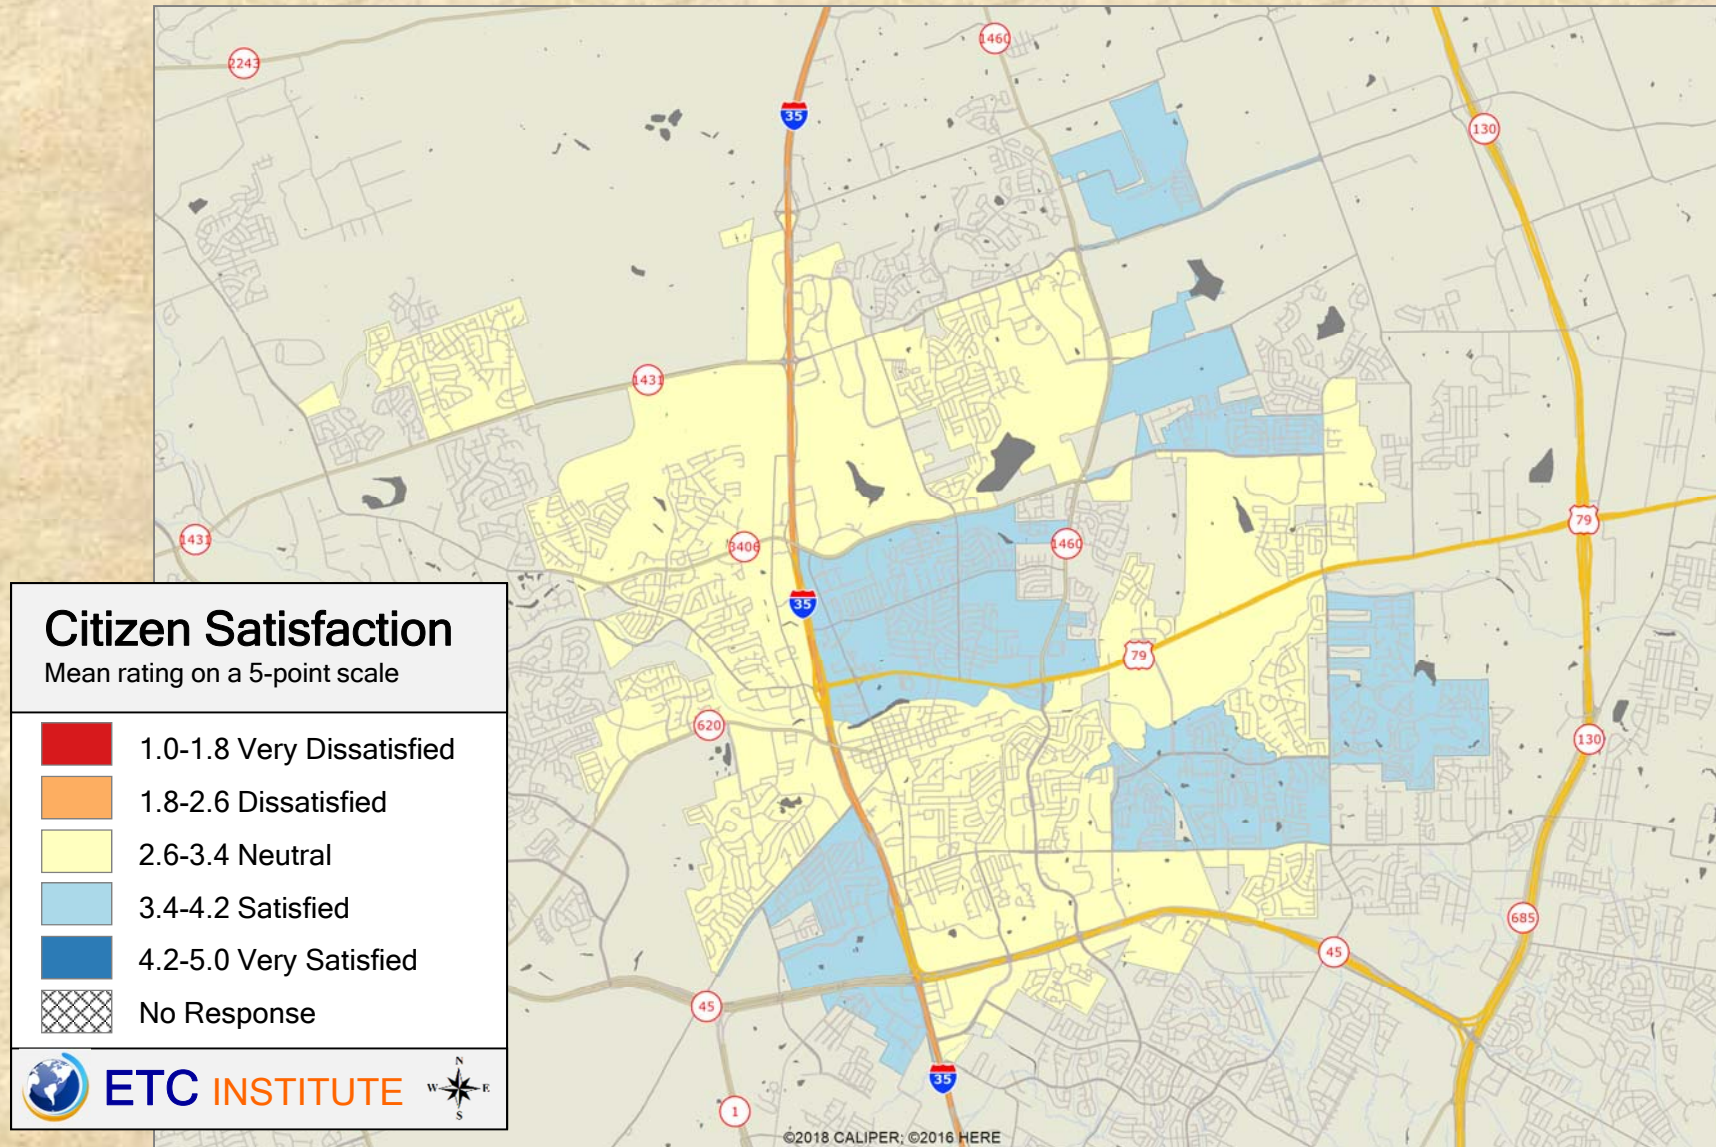 2243
1460
35
130
1431
1431
3406
1460
79
35
79
620
130
685
45
45
35
1
Citizen Satisfaction
Mean rating on a 5-point scale
1.0-1.8 Very Dissatisfied
1.8-2.6 Dissatisfied
2.6-3.4 Neutral
3.4-4.2 Satisfied
4.2-5.0 Very Satisfied
No Response
ETC INSTITUTE
N
W E
S
©2018 CALIPER; ©2016 HERE